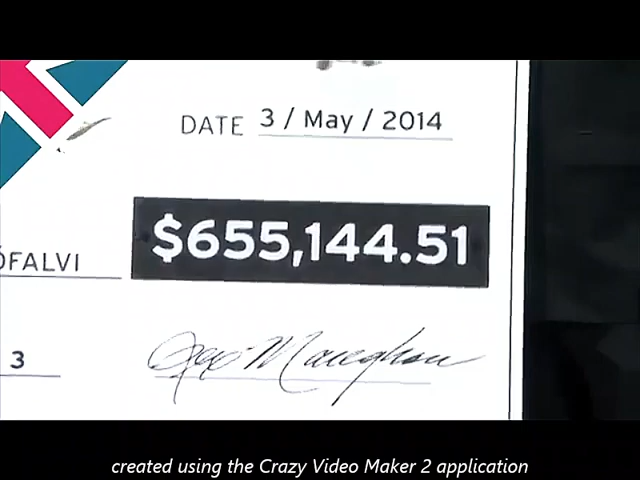 DATE 3 / May / 2014
$655,144.51
ÓFALVI
3
created using the Crazy Video Maker 2 application